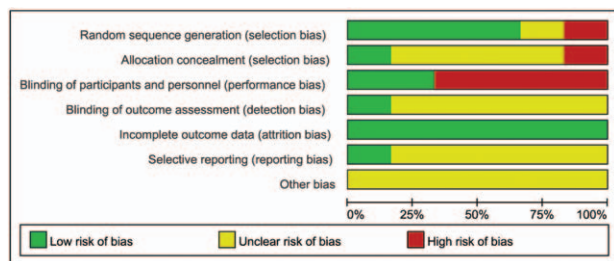 Random sequence generation (selection bias)
Allocation concealment (selection bias)
Blinding of participants and personnel (performance bias)
Blinding of outcome assessment (detection bias)
Incomplete outcome data (attrition bias)
Selective reporting (reporting bias)
Other bias
0% 25% 50% 75% 100%
Low risk of bias Unclear risk of bias High risk of bias